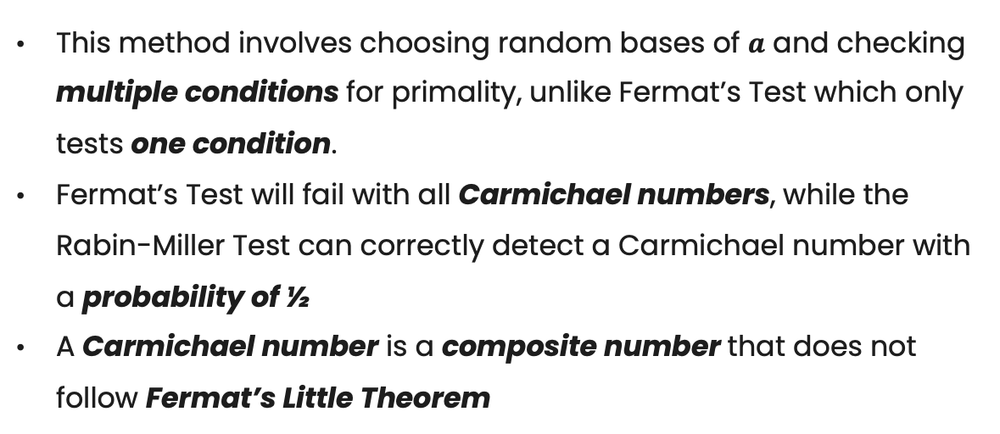 • This method involves choosing random bases of a and checking
multiple conditions for primality, unlike Fermat’s Test which only
tests one condition.
• Fermat’s Test will fail with all Carmichael numbers, while the
Rabin-Miller Test can correctly detect a Carmichael number with
a probability of ½
• A Carmichael number is a composite number that does not
follow Fermat’s Little Theorem